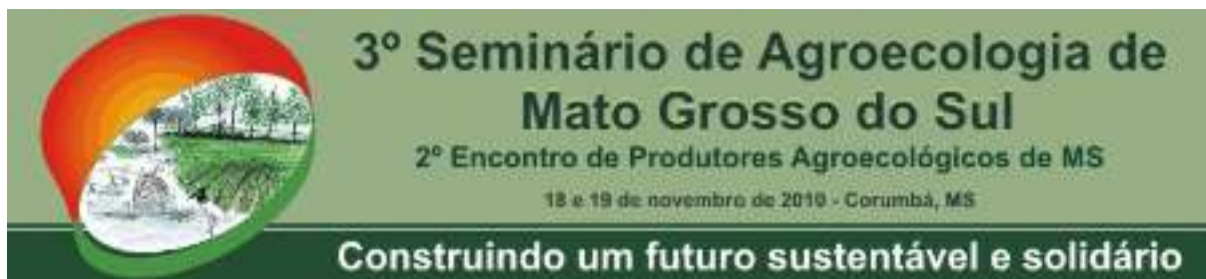 3º Seminário de Agroecologia de
Mato Grosso do Sul
2º Encontro de Produtores Agroecológicos de MS
18 e 19 de novembro de 2010 - Corumbá, MS
Construindo um futuro sustentável e solidário